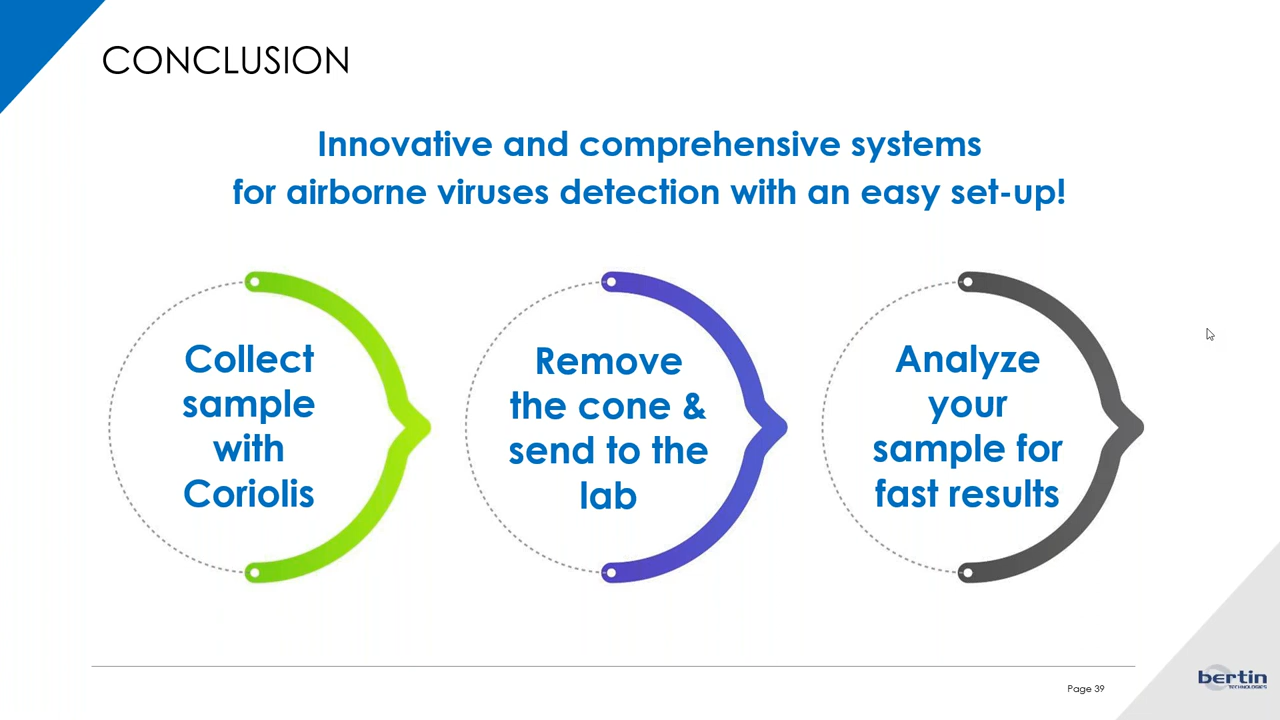 CONCLUSION
Innovative and comprehensive systems
for airborne viruses detection with an easy set-up!
Collect
sample
with
Coriolis
Remove
the cone &
send to the
lab
Analyze
your
sample for
fast results
Page 39
bertin
TECHNOLOGIES